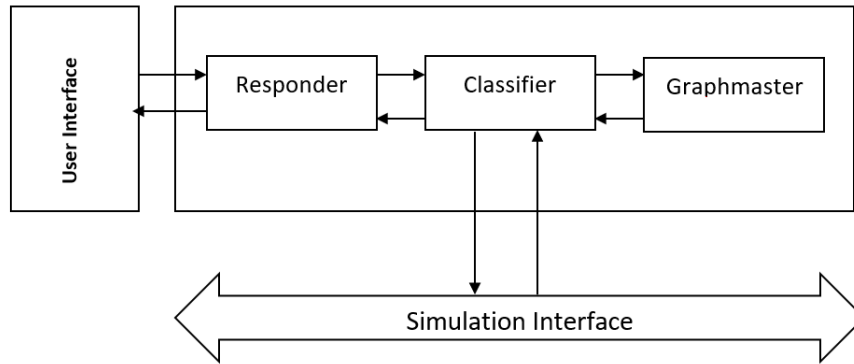 User Interface
Responder
Classifier
Graphmaster
Simulation Interface